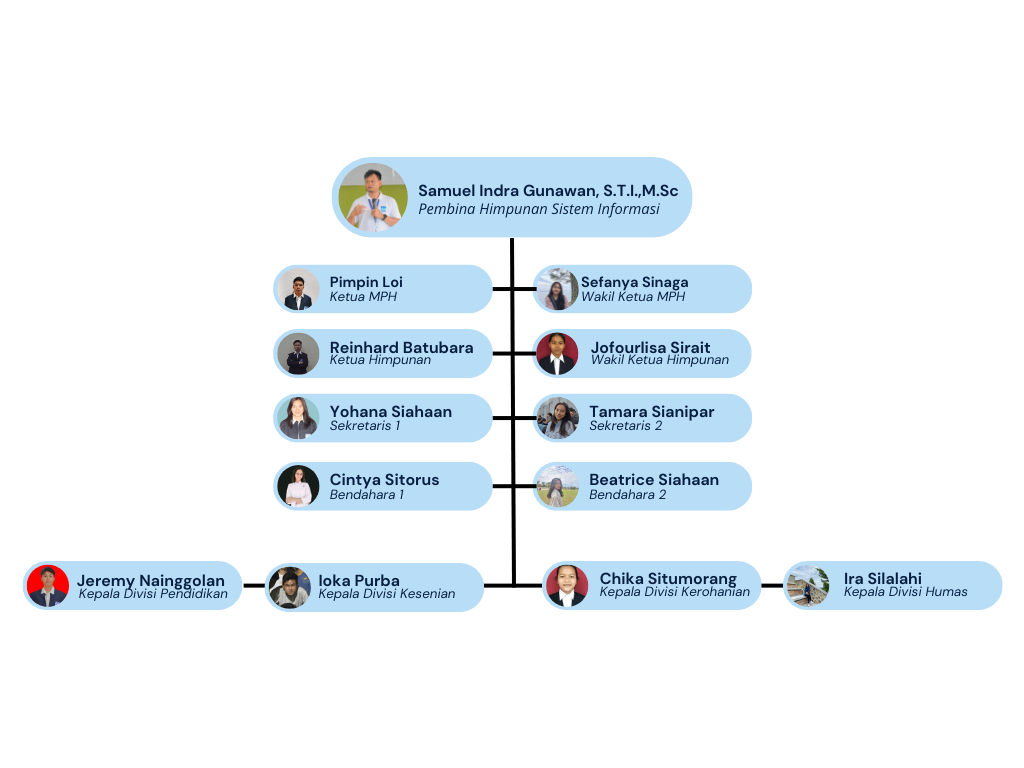 Samuel Indra Gunawan, S.T.I.,M.Sc
Pembina Himpunan Sistem Informasi
Pimpin Loi
Ketua MPH
Sefanya Sinaga
Wakil Ketua MPH
Reinhard Batubara
Ketua Himpunan
Jofourlisa Sirait
Wakil Ketua Himpunan
Yohana Siahaan
Sekretaris 1
Tamara Sianipar
Sekretaris 2
Cintya Sitorus
Bendahara 1
Beatrice Siahaan
Bendahara 2
Jeremy Nainggolan
Kepala Divisi Pendidikan
Ioka Purba
Kepala Divisi Kesenian
Chika Situmorang
Kepala Divisi Kerohanian
Ira Silalahi
Kepala Divisi Humas